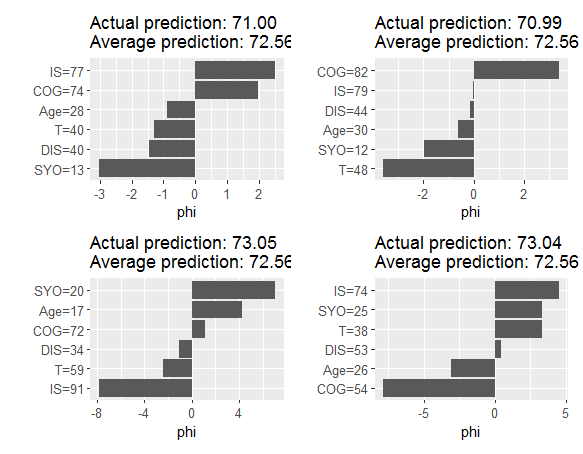 Actual prediction: 71.00
Average prediction: 72.56
IS=77
COG=74
Age=28
T=40
DIS=40
SYO=13
-3 -2 -1 0 1 2
phi
Actual prediction: 70.99
Average prediction: 72.56
COG=82
IS=79
DIS=44
Age=30
SYO=12
T=48
-2 0 2
phi
Actual prediction: 73.05
Average prediction: 72.56
SYO=20
Age=17
COG=72
DIS=34
T=59
IS=91
-8 -4 0 4
phi
Actual prediction: 73.04
Average prediction: 72.56
IS=74
SYO=25
T=38
DIS=53
Age=26
COG=54
-5 0 5
phi